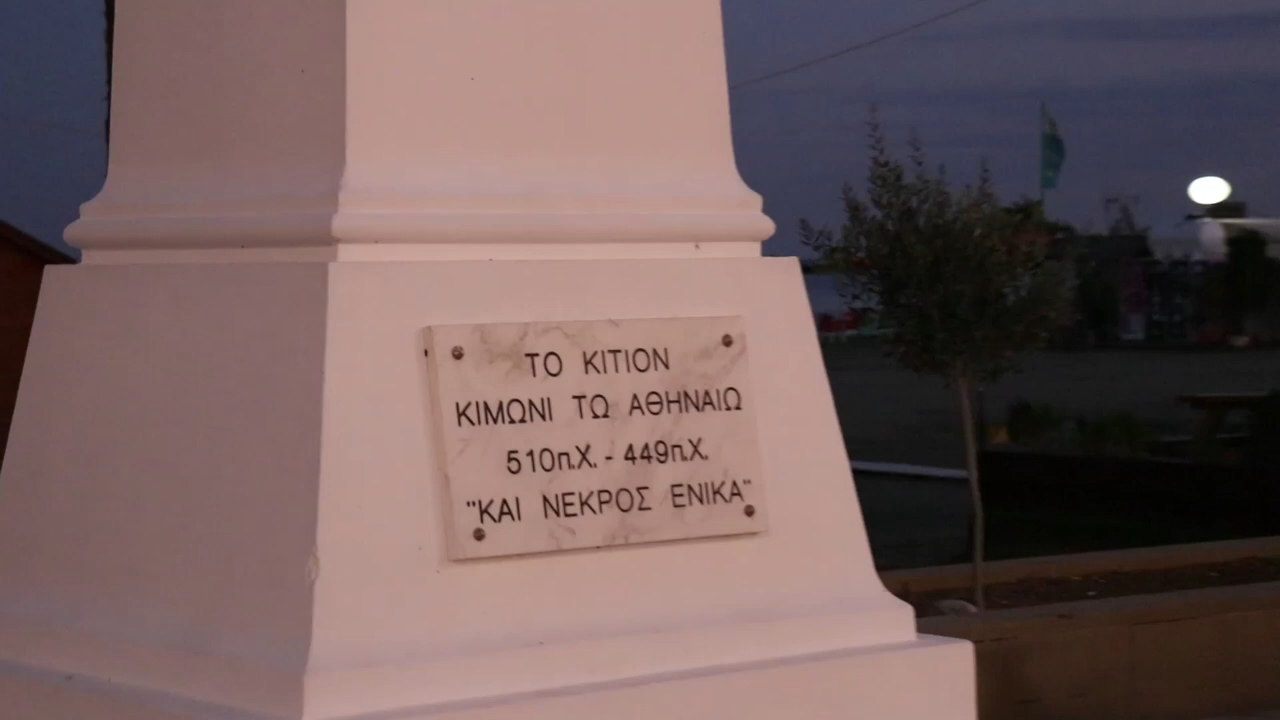 ΤΟ ΚΙΤΙΟΝ
ΚΙΜΩΝΙ ΤΩ ΑΘΗΝΑΙΩ
510π.Χ. - 449π.Χ.
"ΚΑΙ ΝΕΚΡΟΣ ΕΝΙΚΑ"